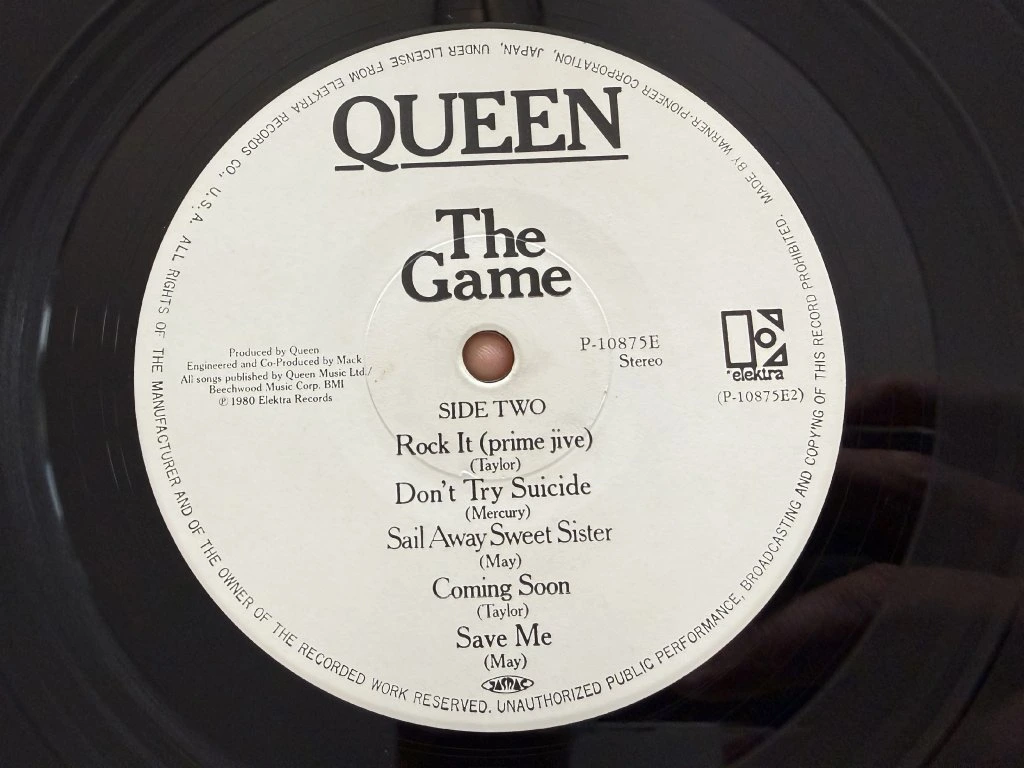 QUEEN
The
Game
Produced by Queen
Engineered and Co-Produced by Mack
All songs published by Queen Music Ltd./
Beechwood Music Corp. BMI
℗ 1980 Elektra Records
P-10875E
Stereo
elektra
(P-10875E2)
SIDE TWO
Rock It (prime jive)
(Taylor)
Don't Try Suicide
(Mercury)
Sail Away Sweet Sister
(May)
Coming Soon
(Taylor)
Save Me
(May)
JASRAC
MADE BY WARNER-PIONEER CORPORATION, JAPAN, UNDER LICENSE FROM ELEKTRA RECORDS CO., U.S.A. ALL RIGHTS OF THE MANUFACTURER AND OF THE OWNER OF THE RECORDED WORK RESERVED. UNAUTHORIZED PUBLIC PERFORMANCE, BROADCASTING AND COPYING OF THIS RECORD PROHIBITED.